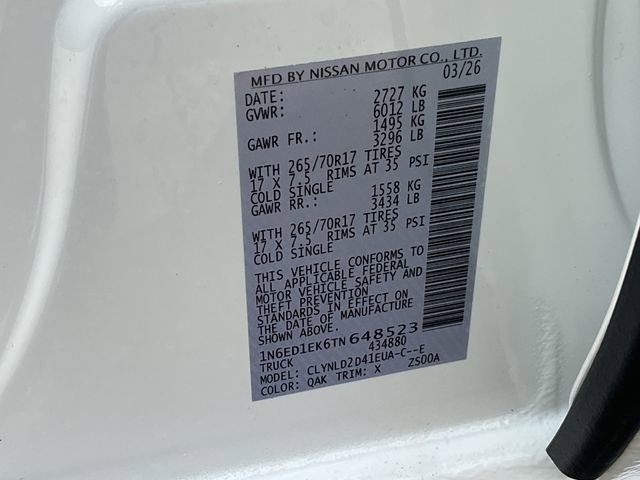 MFD BY NISSAN MOTOR CO., LTD.
DATE: 03/26
GVWR: 2727 KG
6012 LB
GAWR FR.: 1495 KG
3296 LB
WITH 265/70R17 TIRES
17 X 7.5 RIMS AT 35 PSI
COLD SINGLE
GAWR RR.: 1558 KG
3434 LB
WITH 265/70R17 TIRES
17 X 7.5 RIMS AT 35 PSI
COLD SINGLE
THIS VEHICLE CONFORMS TO
ALL APPLICABLE FEDERAL
MOTOR VEHICLE SAFETY AND
THEFT PREVENTION
STANDARDS IN EFFECT ON
THE DATE OF MANUFACTURE
SHOWN ABOVE.
1N6ED1EK6TN648523
TRUCK 434880
MODEL: CLYNLD2D41EUA-C--E
COLOR: QAK TRIM: X ZS00A